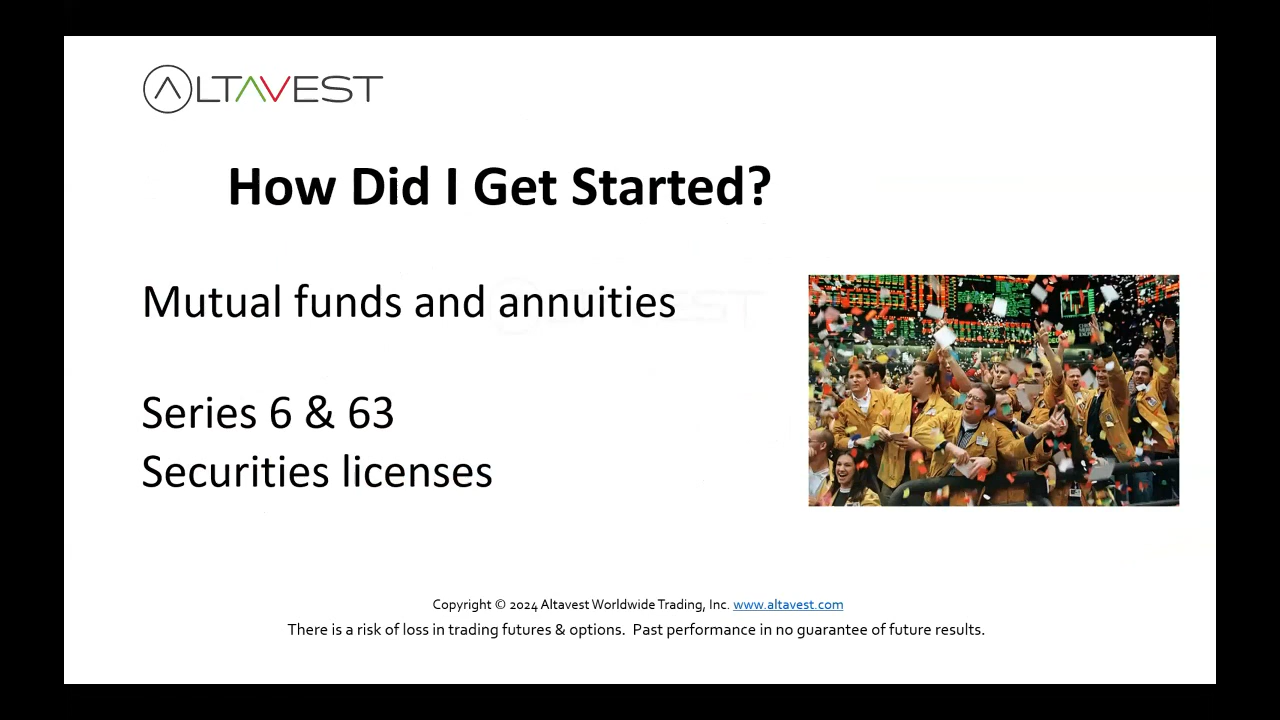 ALTAVEST
How Did I Get Started?
Mutual funds and annuities
Series 6 & 63
Securities licenses
Copyright © 2024 Altavest Worldwide Trading, Inc. www.altavest.com
There is a risk of loss in trading futures & options.  Past performance in no guarantee of future results.